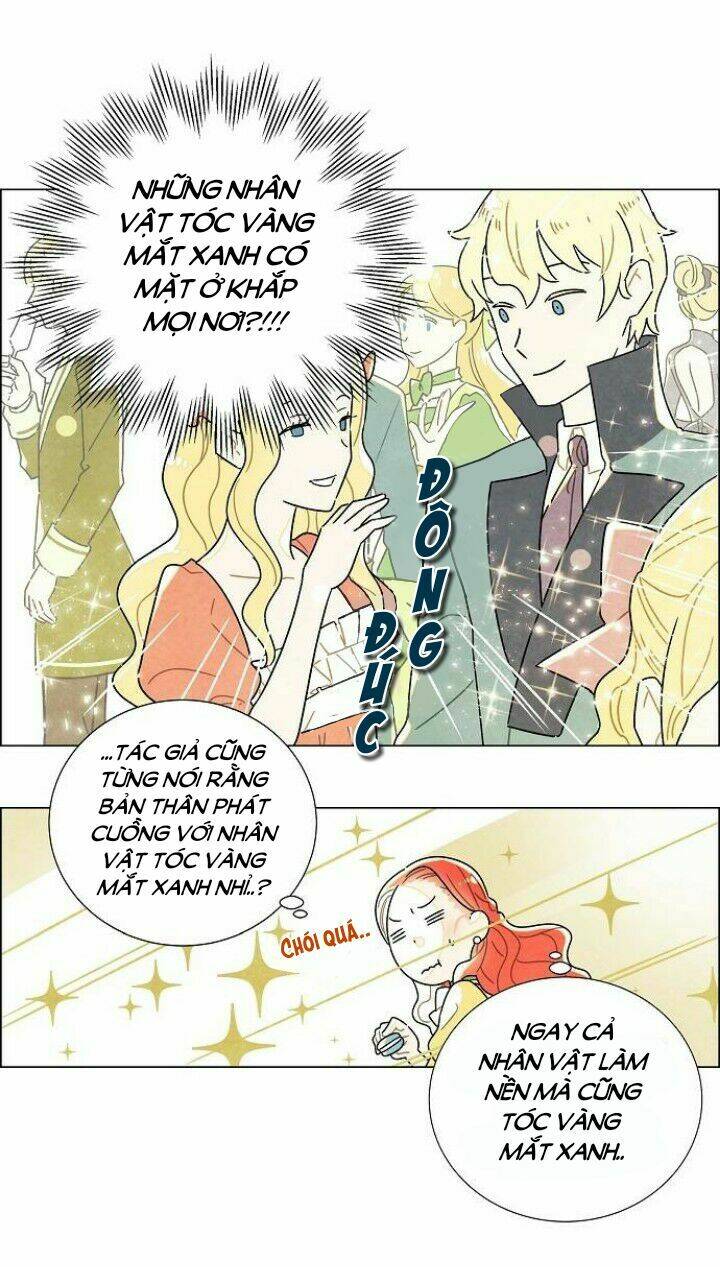 NHỮNG NHÂN
VẬT TÓC VÀNG
MẮT XANH CÓ
MẶT Ở KHẮP
MỌI NƠI?!!!
ĐÔNG
ĐÚC
...TÁC GIẢ CŨNG
TỪNG NÓI RẰNG
BẢN THÂN PHÁT
CUỒNG VỚI NHÂN
VẬT TÓC VÀNG
MẮT XANH NHỈ..?
CHÓI QUÁ..
NGAY CẢ
NHÂN VẬT LÀM
NỀN MÀ CŨNG
TÓC VÀNG
MẮT XANH..